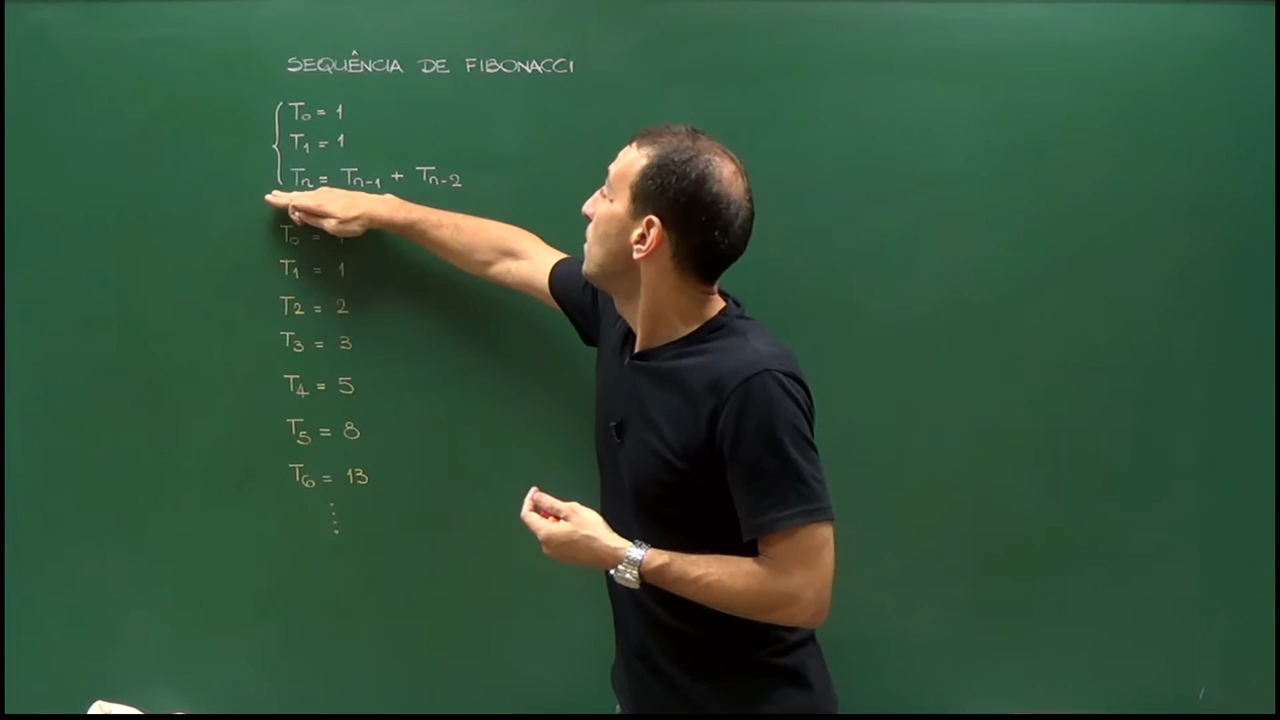 SEQUÊNCIA DE FIBONACCI
T₀ = 1
T₁ = 1
Tₙ = Tₙ₋₁ + Tₙ₋₂
T₀ =
T₁ = 1
T₂ = 2
T₃ = 3
T₄ = 5
T₅ = 8
T₆ = 13